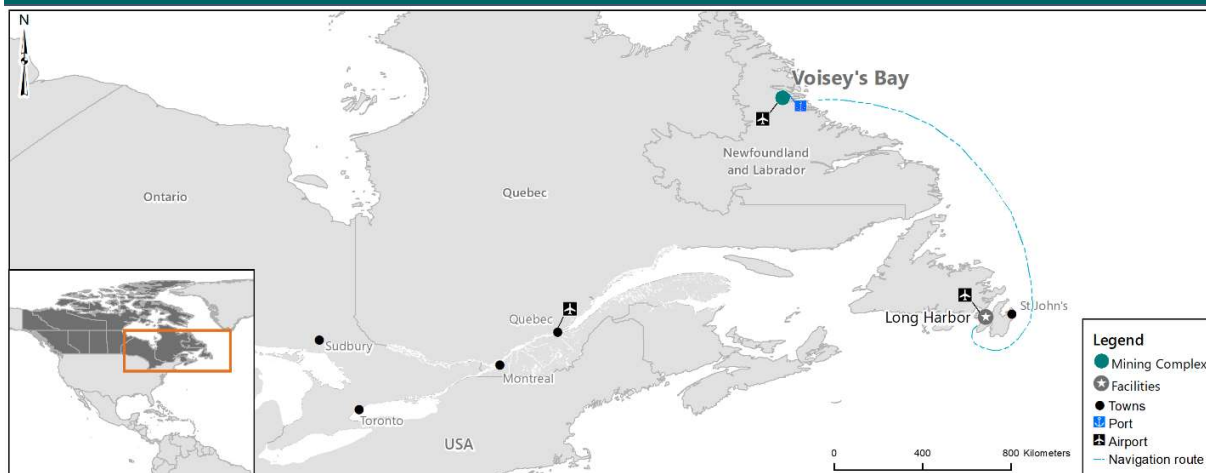 N
Voisey's Bay
Newfoundland
and Labrador
Ontario
Quebec
Quebec
St John's
Long Harbor
Sudbury
Montreal
Toronto
USA
Legend
Mining Complex
Facilities
Towns
Port
Airport
Navigation route
0 400 800 Kilometers